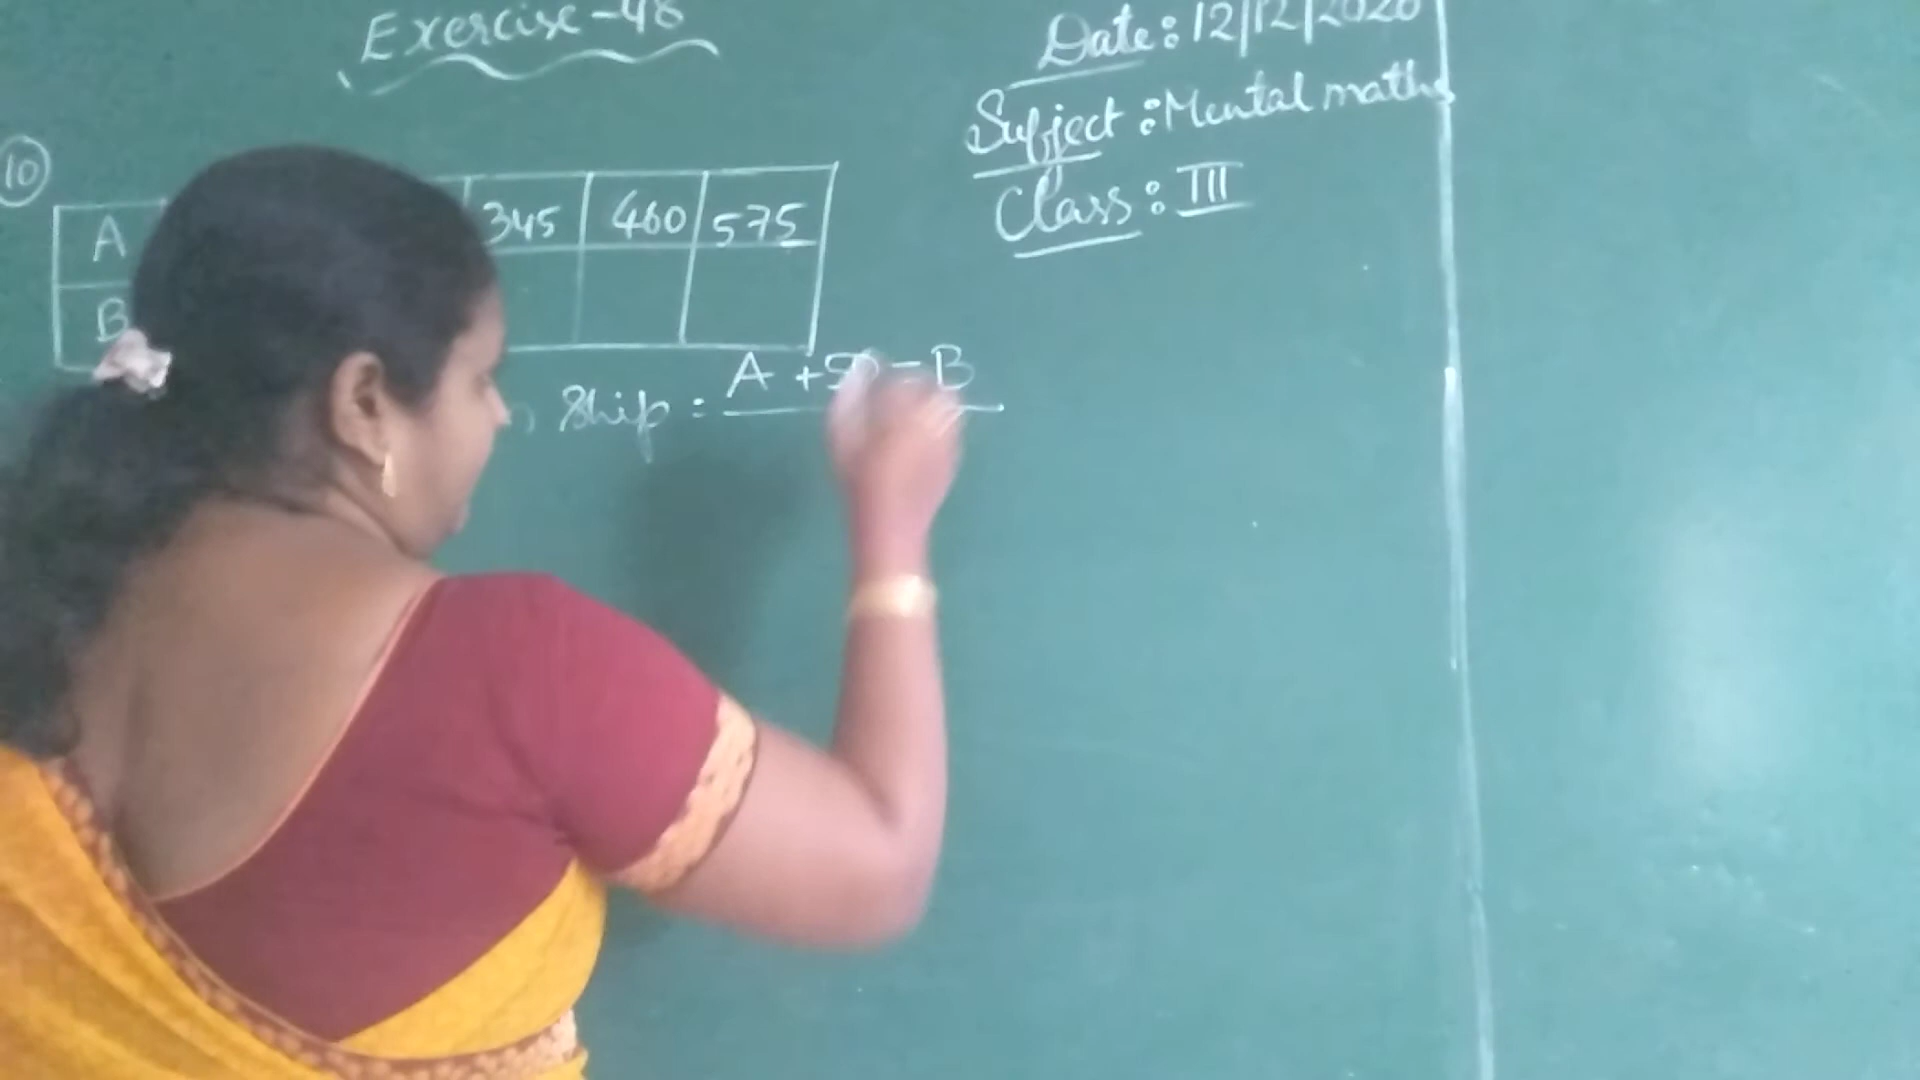 Exercise-48
Date: 12/12/2020
Subject: Mental maths
Class: III
10
A 345 460 575
B
Ship: A + = B